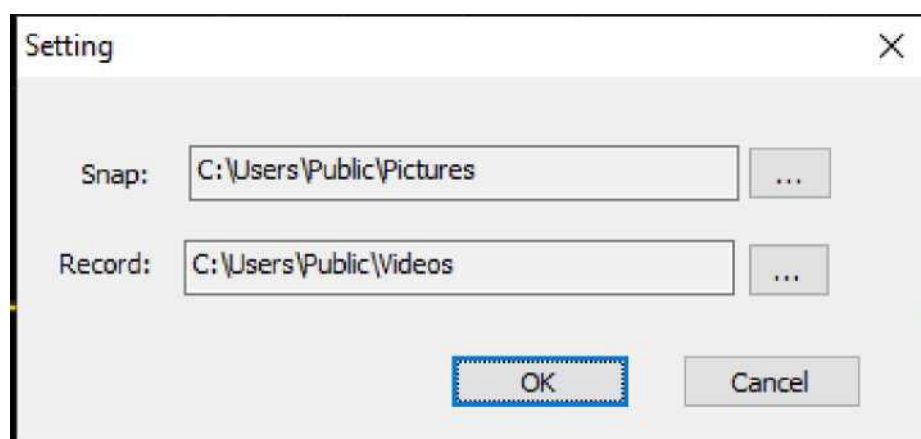 Setting
Snap: C:\Users\Public\Pictures ...
Record: C:\Users\Public\Videos ...
OK Cancel